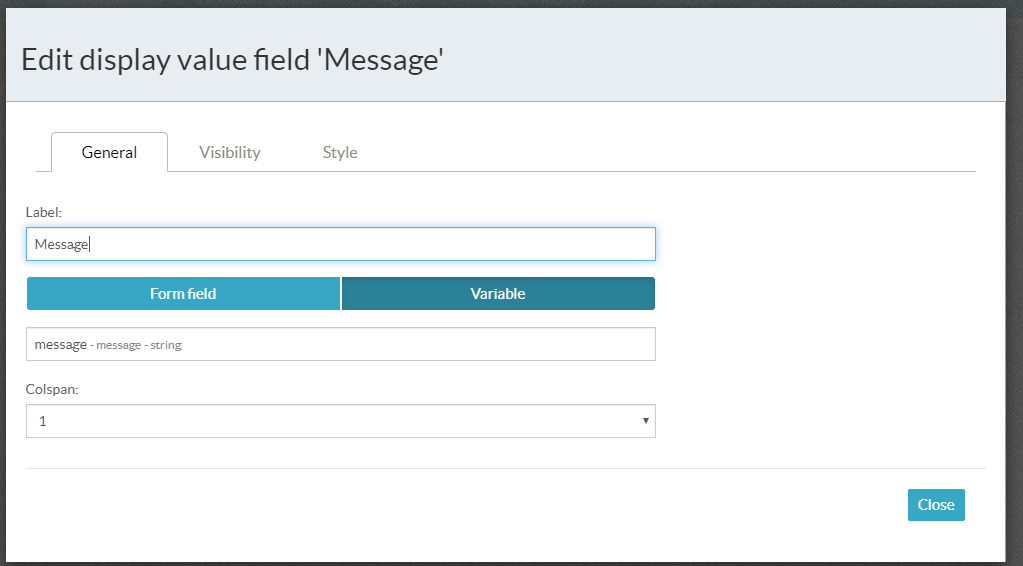 Edit display value field 'Message'
General Visibility Style
Label:
Message
Form field Variable
message - message - string
Colspan:
1
Close